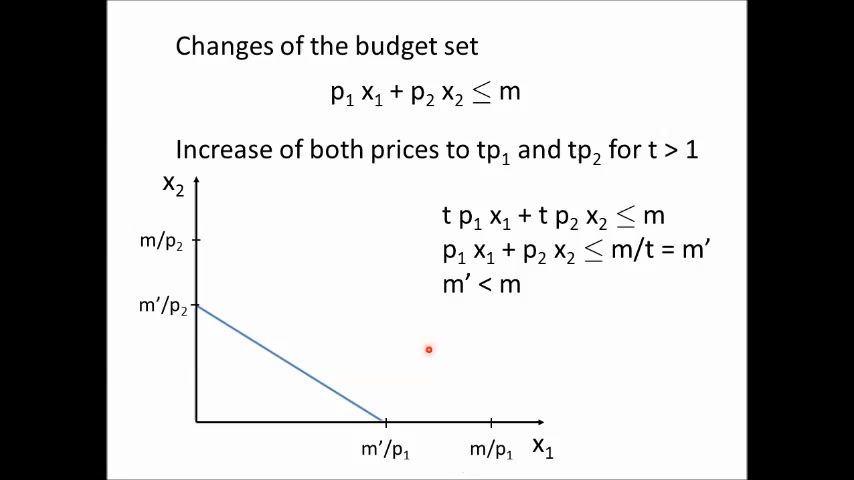 Changes of the budget set
p₁ x₁ + p₂ x₂ ≤ m
Increase of both prices to tp₁ and tp₂ for t > 1
x₂
t p₁ x₁ + t p₂ x₂ ≤ m
m/p₂
p₁ x₁ + p₂ x₂ ≤ m/t = m’
m’ < m
m’/p₂
m’/p₁
m/p₁
x₁